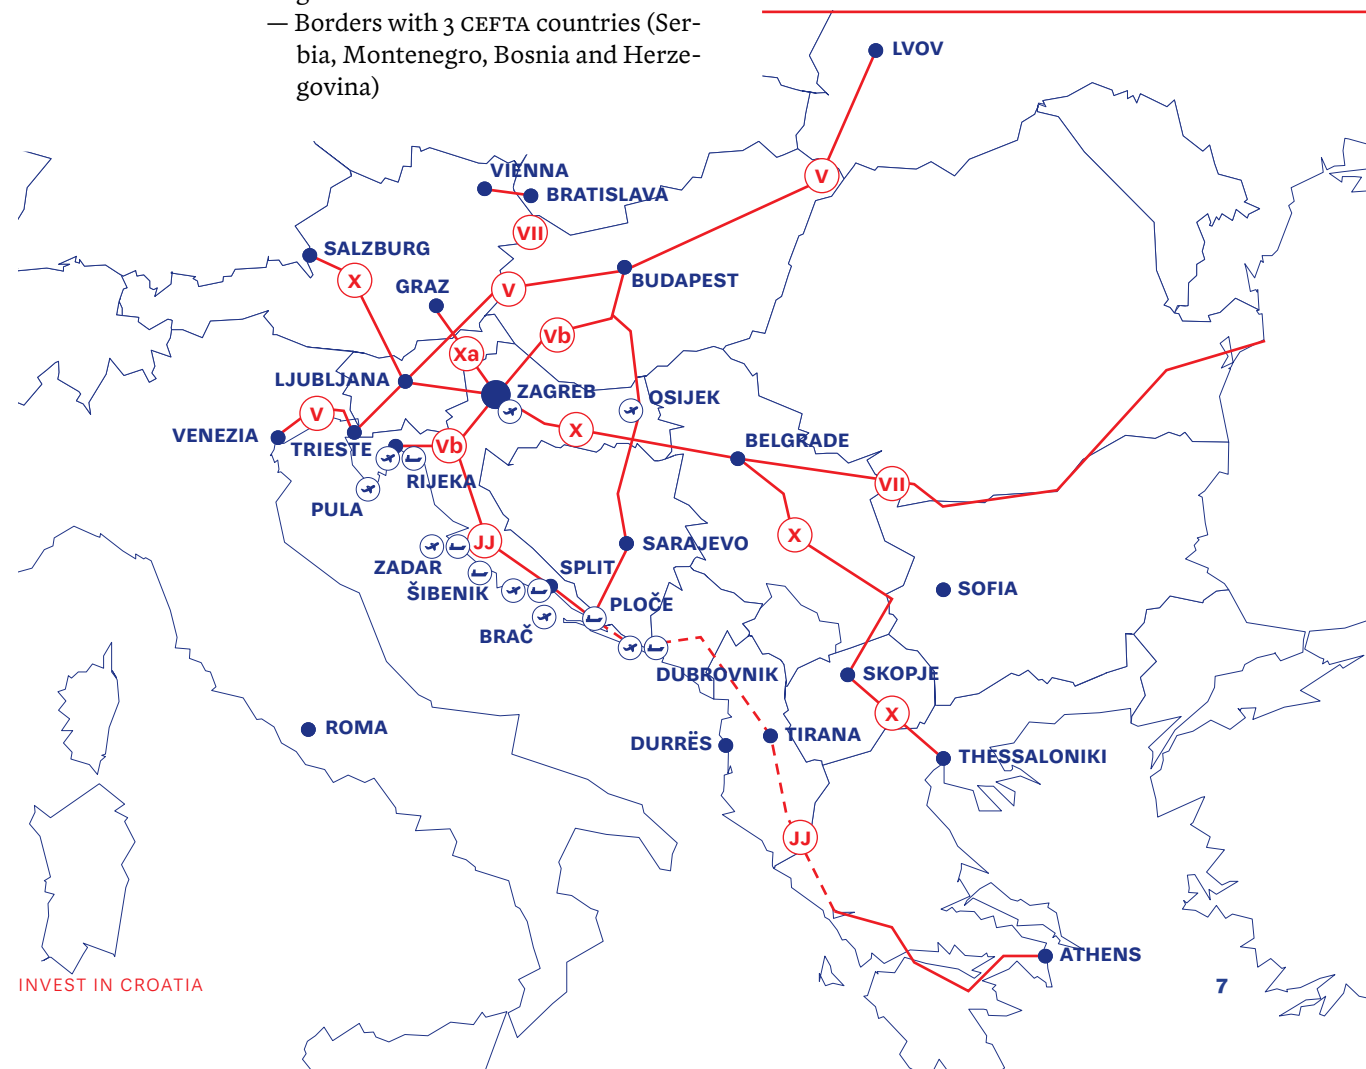 — Borders with 3 CEFTA countries (Ser-
bia, Montenegro, Bosnia and Herze-
govina)
LVOV
V
VIENNA
BRATISLAVA
VII
SALZBURG
X
GRAZ
V
BUDAPEST
Vb
Xa
LJUBLJANA
ZAGREB
OSIJEK
V
X
VENEZIA
TRIESTE
Vb
BELGRADE
RIJEKA
VII
PULA
X
JJ
SARAJEVO
ZADAR
SPLIT
ŠIBENIK
SOFIA
PLOČE
BRAČ
DUBROVNIK
SKOPJE
X
ROMA
DURRËS
TIRANA
THESSALONIKI
JJ
ATHENS
INVEST IN CROATIA
7